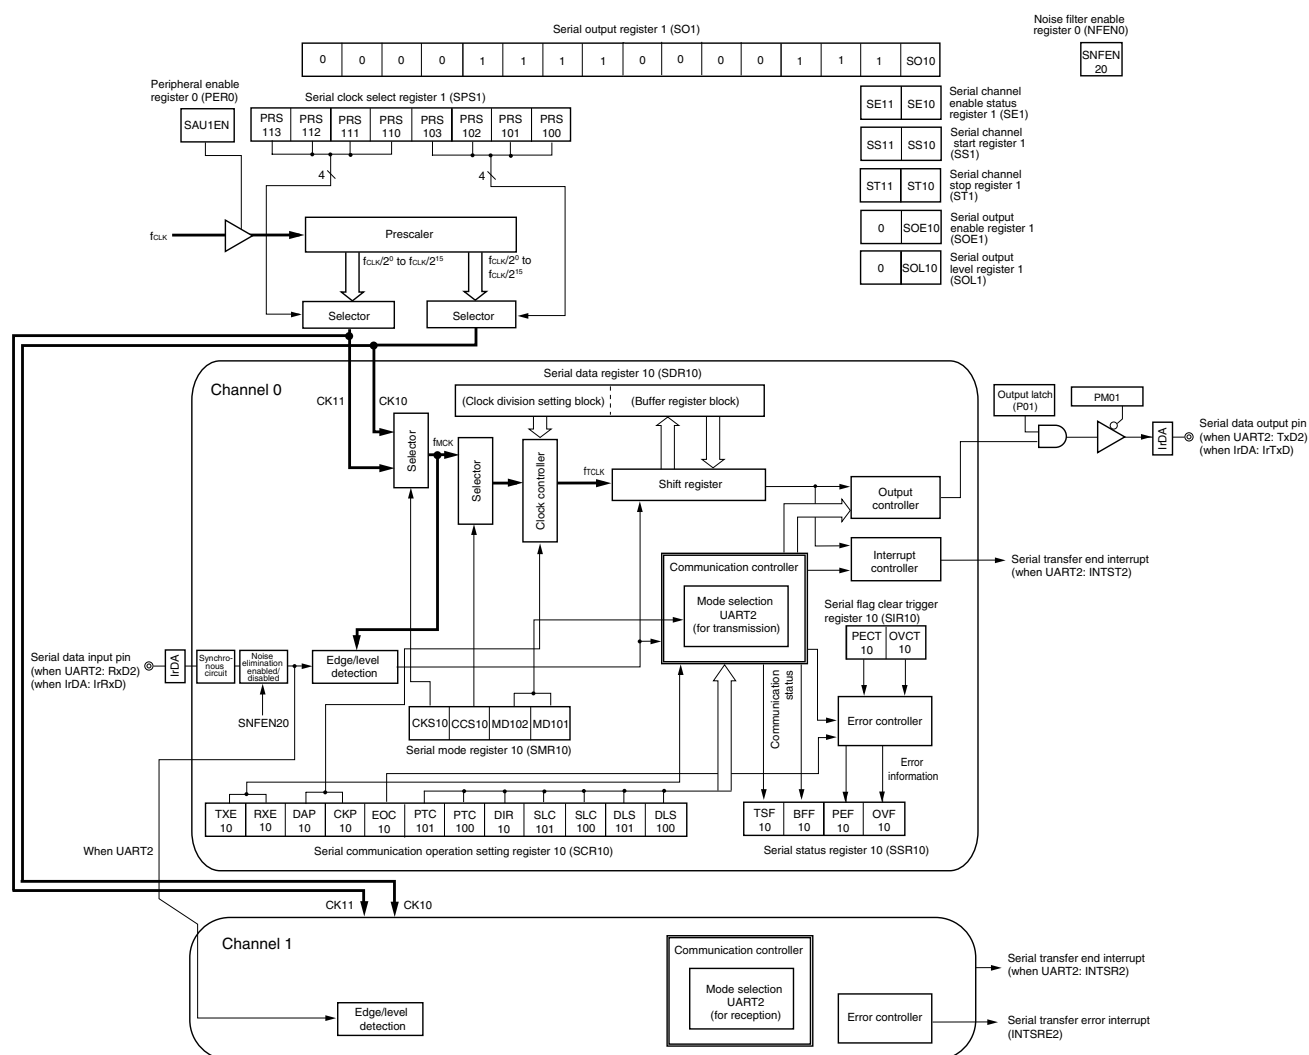 Serial output register 1 (SO1)
0 0 0 0 1 1 1 1 0 0 0 0 1 1 1 SO10
Noise filter enable
register 0 (NFEN0)
SNFEN
20
Peripheral enable
register 0 (PER0)
SAU1EN
Serial clock select register 1 (SPS1)
PRS
113
PRS
112
PRS
111
PRS
110
PRS
103
PRS
102
PRS
101
PRS
100
4
4
SE11 SE10
Serial channel
enable status
register 1 (SE1)
SS11 SS10
Serial channel
start register 1
(SS1)
ST11 ST10
Serial channel
stop register 1
(ST1)
0 SOE10
Serial output
enable register 1
(SOE1)
0 SOL10
Serial output
level register 1
(SOL1)
fCLK
Prescaler
fCLK/2⁰ to fCLK/2¹⁵
fCLK/2⁰ to
fCLK/2¹⁵
Selector
Selector
Channel 0
CK11
CK10
Serial data register 10 (SDR10)
(Clock division setting block)
(Buffer register block)
Selector
fMCK
Selector
Clock controller
fTCLK
Shift register
Output latch
(P01)
PM01
IrDA
Serial data output pin
(when UART2: TxD2)
(when IrDA: IrTxD)
Output
controller
Interrupt
controller
Serial transfer end interrupt
(when UART2: INTST2)
Communication controller
Mode selection
UART2
(for transmission)
Serial flag clear trigger
register 10 (SIR10)
PECT
10
OVCT
10
Serial data input pin
(when UART2: RxD2)
(when IrDA: IrRxD)
IrDA
Synchro-
nous
circuit
Noise
elimination
enabled/
disabled
SNFEN20
Edge/level
detection
Communication
status
Error controller
Error
information
CKS10 CCS10 MD102 MD101
Serial mode register 10 (SMR10)
TXE
10
RXE
10
DAP
10
CKP
10
EOC
10
PTC
101
PTC
100
DIR
10
SLC
101
SLC
100
DLS
101
DLS
100
Serial communication operation setting register 10 (SCR10)
TSF
10
BFF
10
PEF
10
OVF
10
Serial status register 10 (SSR10)
When UART2
CK11
CK10
Channel 1
Communication controller
Mode selection
UART2
(for reception)
Edge/level
detection
Error controller
Serial transfer end interrupt
(when UART2: INTSR2)
Serial transfer error interrupt
(INTSRE2)